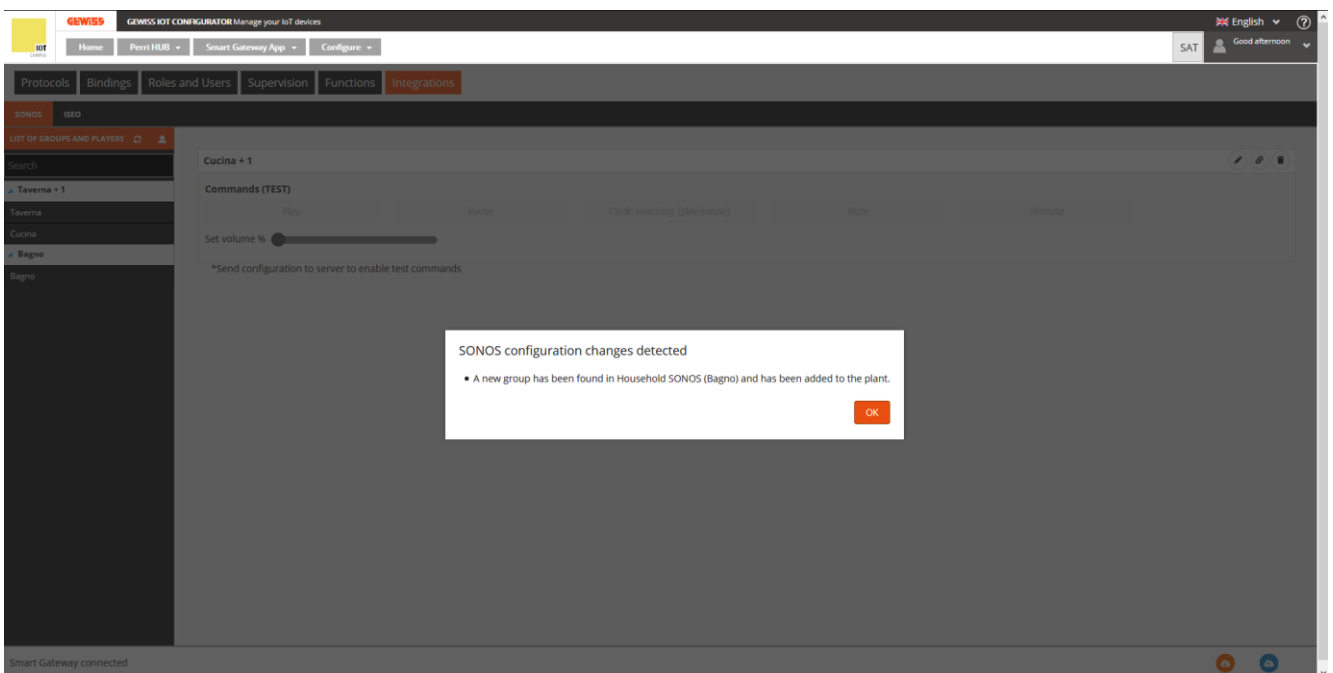 GEWISS GEWISS IOT CONFIGURATOR Manage your IoT devices English
IOT
CONFIG
Home Perri HUB Smart Gateway App Configure SAT Good afternoon
Protocols Bindings Roles and Users Supervision Functions Integrations
SONOS ISEO
LIST OF GROUPS AND PLAYERS
Search
Cucina + 1
Taverna + 1
Commands (TEST)
Taverna
Play Pause Cyclic switching (play/pause) Mute Unmute
Cucina
Set volume %
Bagno
*Send configuration to server to enable test commands
Bagno
SONOS configuration changes detected
• A new group has been found in Household SONOS (Bagno) and has been added to the plant.
OK
Smart Gateway connected